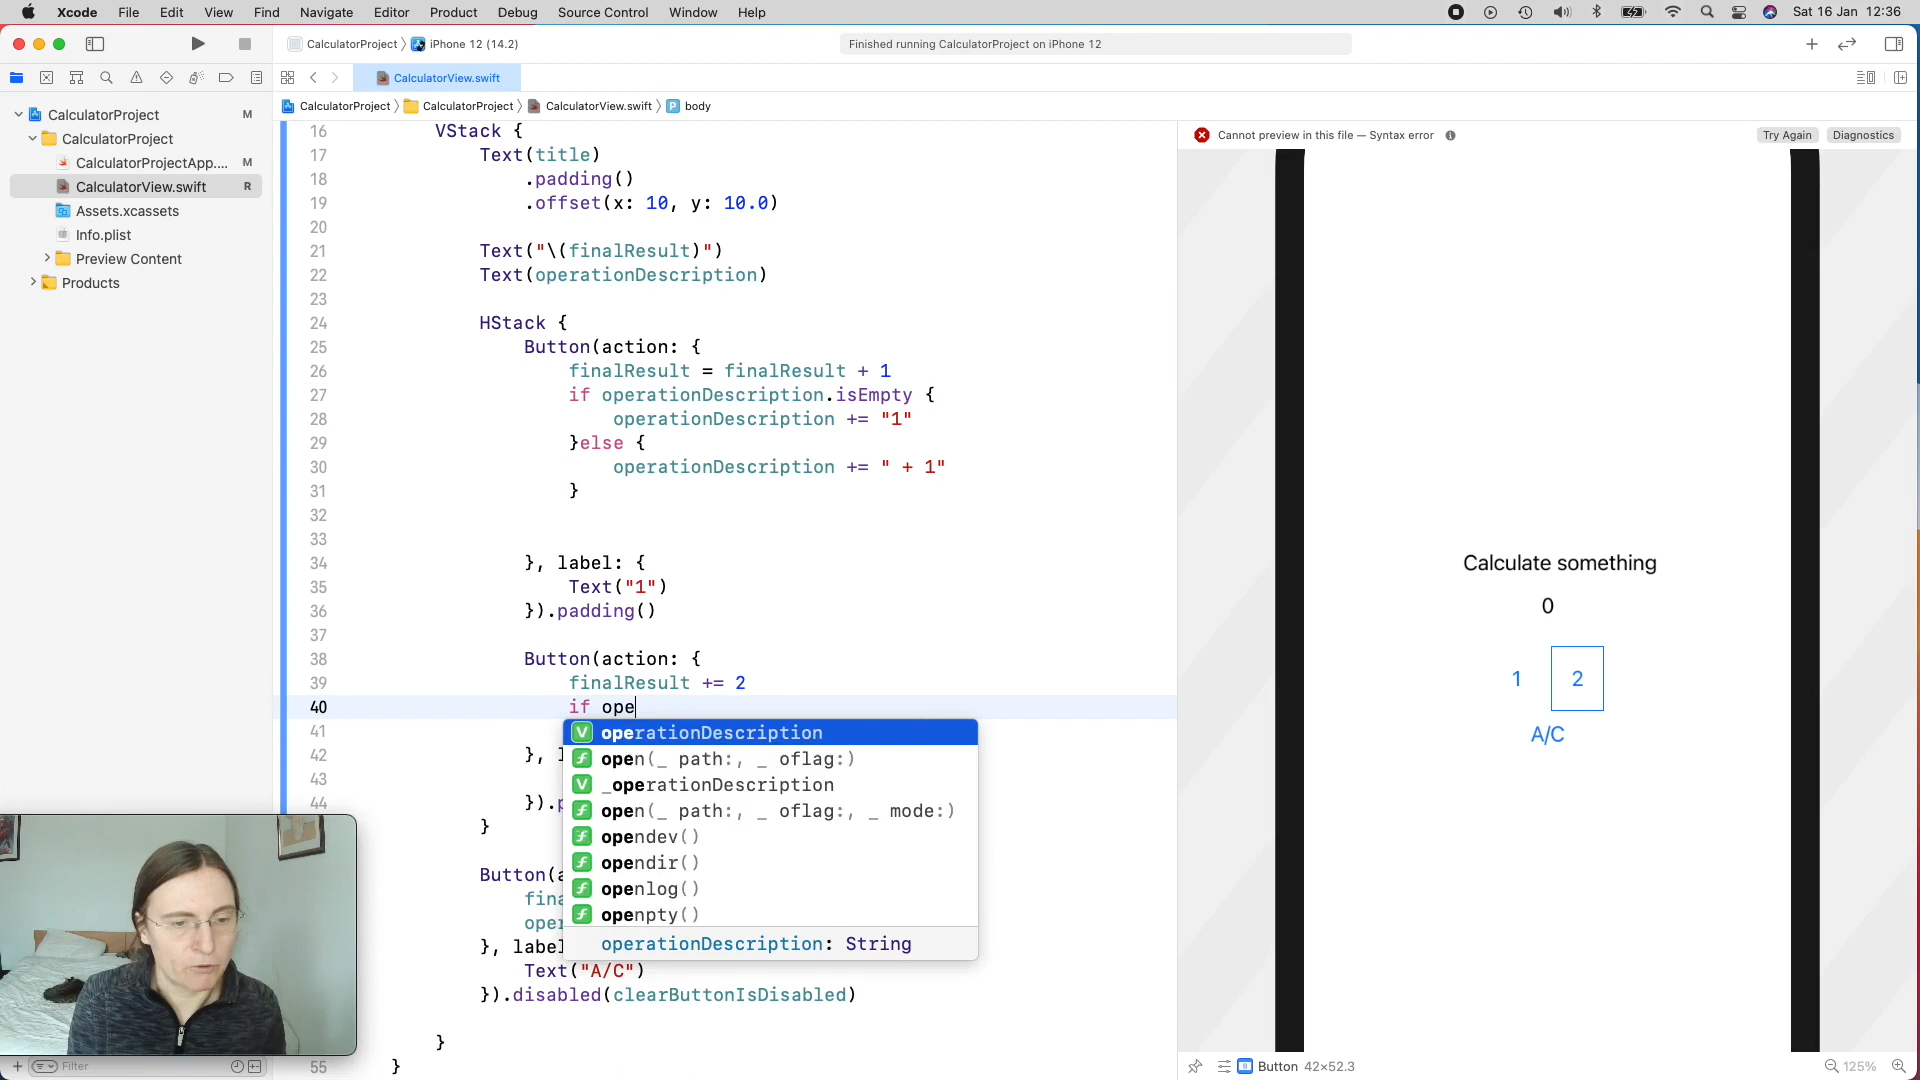 Xcode File Edit View Find Navigate Editor Product Debug Source Control Window Help Sat 16 Jan 12:36
CalculatorProject iPhone 12 (14.2) Finished running CalculatorProject on iPhone 12
CalculatorView.swift
CalculatorProject M
CalculatorProject
CalculatorProjectApp.... M
CalculatorView.swift R
Assets.xcassets
Info.plist
Preview Content
Products
Filter
CalculatorProject CalculatorProject CalculatorView.swift body
16 VStack {
17 Text(title)
18 .padding()
19 .offset(x: 10, y: 10.0)
20
21 Text("\(finalResult)")
22 Text(operationDescription)
23
24 HStack {
25 Button(action: {
26 finalResult = finalResult + 1
27 if operationDescription.isEmpty {
28 operationDescription += "1"
29 }else {
30 operationDescription += " + 1"
31 }
32
33
34 }, label: {
35 Text("1")
36 }).padding()
37
38 Button(action: {
39 finalResult += 2
40 if ope
41
42 }, l
43
44 }).p
}
Button(a
fina
oper
}, label
Text("A/C")
}).disabled(clearButtonIsDisabled)
}
55 }
operationDescription
open(_ path:, _ oflag:)
_operationDescription
open(_ path:, _ oflag:, _ mode:)
opendev()
opendir()
openlog()
openpty()
operationDescription: String
Cannot preview in this file — Syntax error Try Again Diagnostics
Calculate something
0
1 2
A/C
Button 42×52.3 125%